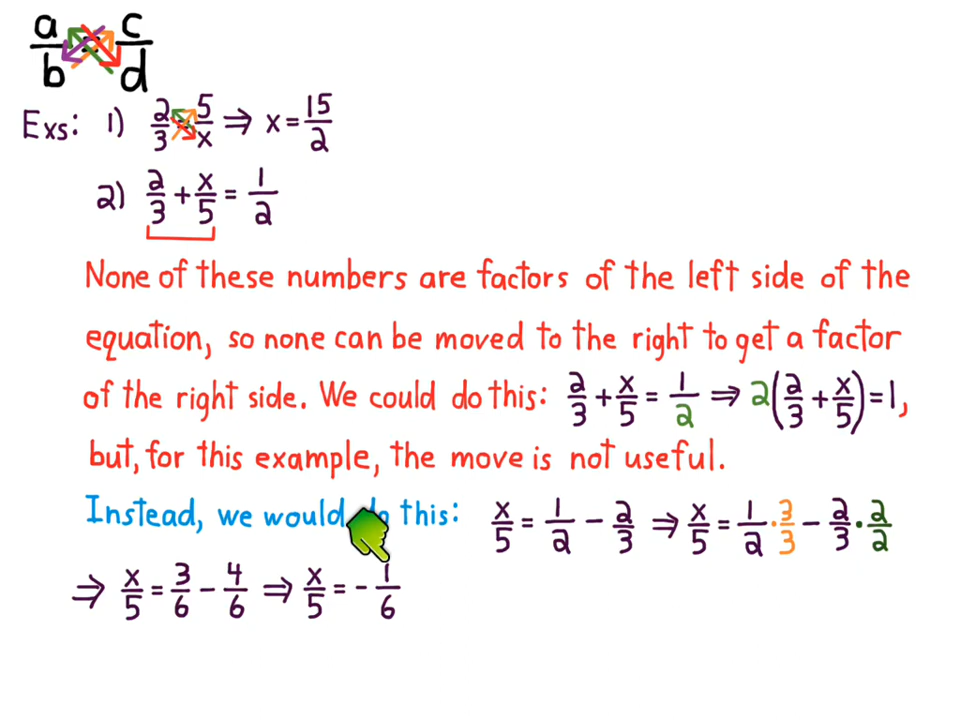 a/b = c/d
Exs: 1) 2/3 = 5/x ⇒ x = 15/2
2) 2/3 + x/5 = 1/2
None of these numbers are factors of the left side of the
equation, so none can be moved to the right to get a factor
of the right side. We could do this: 2/3 + x/5 = 1/2 ⇒ 2(2/3 + x/5) = 1,
but, for this example, the move is not useful.
Instead, we would do this: x/5 = 1/2 − 2/3 ⇒ x/5 = 1/2 · 3/3 − 2/3 · 2/2
⇒ x/5 = 3/6 − 4/6 ⇒ x/5 = − 1/6